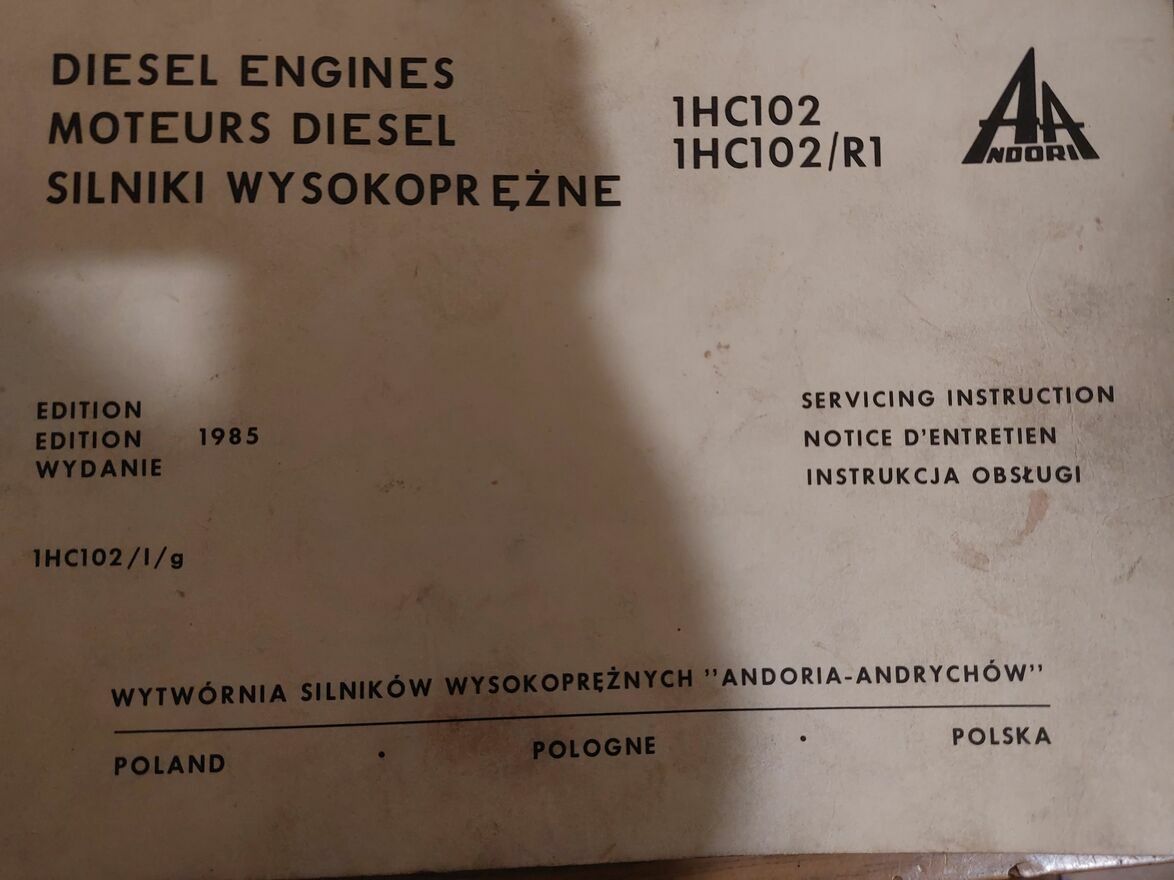 DIESEL ENGINES
MOTEURS DIESEL
SILNIKI WYSOKOPRĘŻNE
1HC102
1HC102/R1
ANDORIA
EDITION
EDITION 1985
WYDANIE
SERVICING INSTRUCTION
NOTICE D'ENTRETIEN
INSTRUKCJA OBSŁUGI
1HC102/I/g
WYTWÓRNIA SILNIKÓW WYSOKOPRĘŻNYCH "ANDORIA-ANDRYCHÓW"
POLAND • POLOGNE • POLSKA